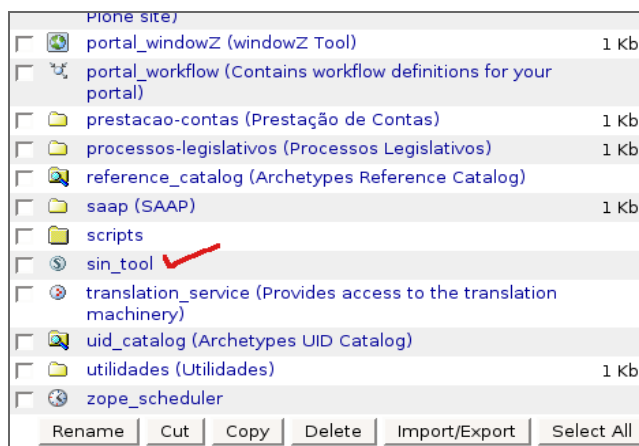 Plone site)
portal_windowZ (windowZ Tool) 1 Kb
portal_workflow (Contains workflow definitions for your
portal)
prestacao-contas (Prestação de Contas) 1 Kb
processos-legislativos (Processos Legislativos) 1 Kb
reference_catalog (Archetypes Reference Catalog)
saap (SAAP) 1 Kb
scripts
sin_tool
translation_service (Provides access to the translation
machinery)
uid_catalog (Archetypes UID Catalog)
utilidades (Utilidades) 1 Kb
zope_scheduler
Rename Cut Copy Delete Import/Export Select All